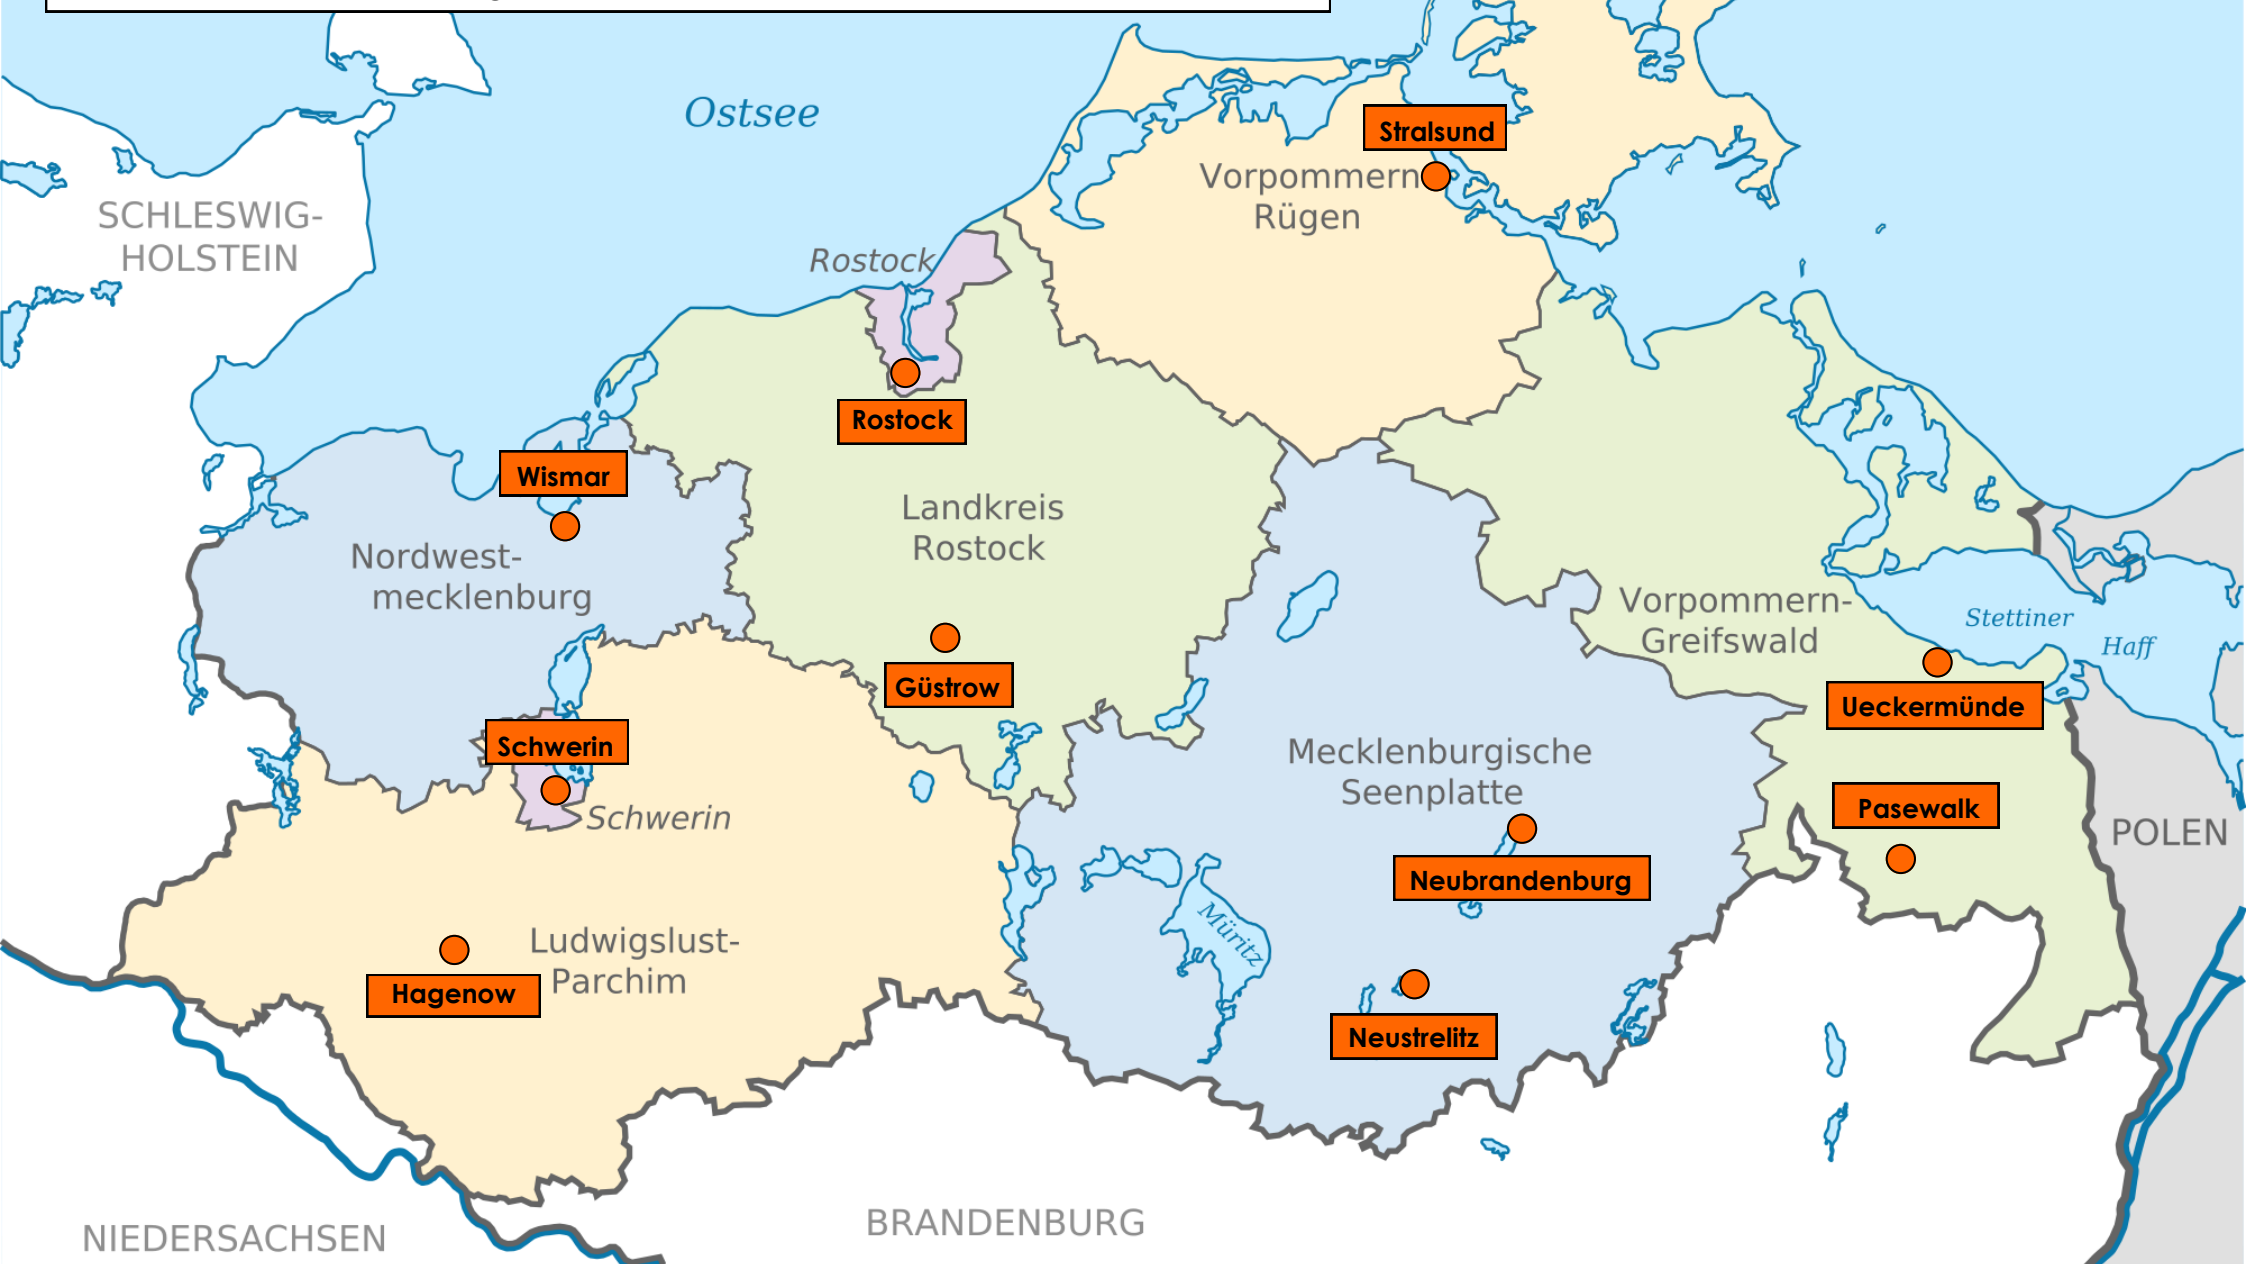 Ostsee
Stralsund
Vorpommern
Rügen
SCHLESWIG-
HOLSTEIN
Rostock
Rostock
Wismar
Landkreis
Rostock
Nordwest-
mecklenburg
Vorpommern-
Greifswald
Stettiner
Haff
Güstrow
Ueckermünde
Schwerin
Mecklenburgische
Seenplatte
Schwerin
Pasewalk
POLEN
Neubrandenburg
Müritz
Ludwigslust-
Parchim
Hagenow
Neustrelitz
BRANDENBURG
NIEDERSACHSEN